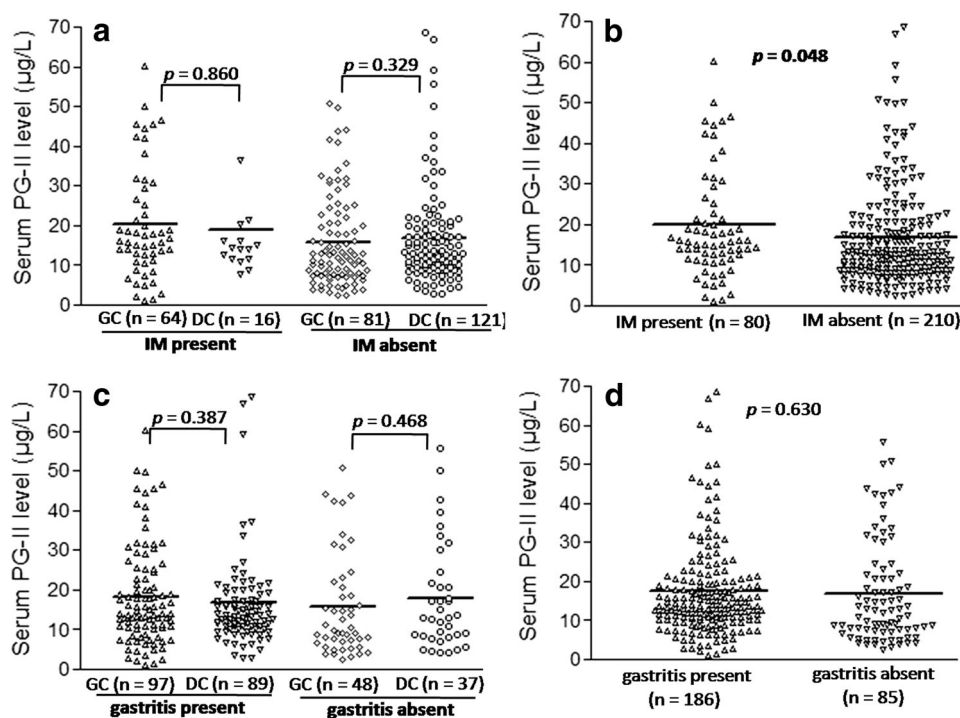 a
Serum PG-II level (µg/L)
70
60
50
40
30
20
10
0
p = 0.860
p = 0.329
GC (n = 64) DC (n = 16) GC (n = 81) DC (n = 121)
IM present IM absent
b
Serum PG-II level (µg/L)
70
60
50
40
30
20
10
0
p = 0.048
IM present (n = 80) IM absent (n = 210)
c
Serum PG-II level (µg/L)
70
60
50
40
30
20
10
0
p = 0.387
p = 0.468
GC (n = 97) DC (n = 89) GC (n = 48) DC (n = 37)
gastritis present gastritis absent
d
Serum PG-II level (µg/L)
70
60
50
40
30
20
10
0
p = 0.630
gastritis present gastritis absent
(n = 186) (n = 85)